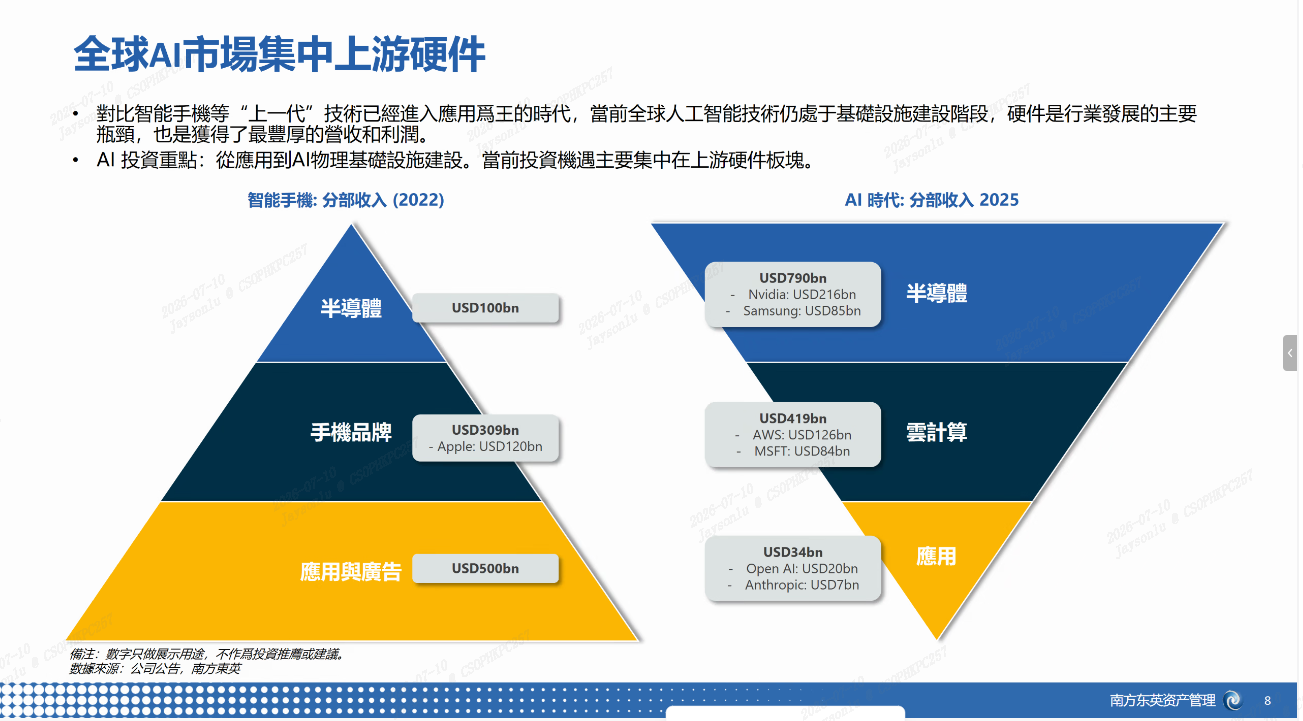 全球AI市場集中上游硬件
• 對比智能手機等“上一代”技術已經進入應用爲王的時代，當前全球人工智能技術仍處于基礎設施建設階段，硬件是行業發展的主要
瓶頸，也是獲得了最豐厚的營收和利潤。
• AI 投資重點：從應用到AI物理基礎設施建設。當前投資機遇主要集中在上游硬件板塊。
智能手機: 分部收入 (2022)
半導體
USD100bn
手機品牌
USD309bn
- Apple: USD120bn
應用與廣告
USD500bn
AI 時代: 分部收入 2025
USD790bn
- Nvidia: USD216bn
- Samsung: USD85bn
半導體
USD419bn
- AWS: USD126bn
- MSFT: USD84bn
雲計算
USD34bn
- Open AI: USD20bn
- Anthropic: USD7bn
應用
備注：數字只做展示用途，不作爲投資推薦或建議。
數據來源：公司公告，南方東英
南方东英资产管理
8
2026-07-10
Jaysonlu @ CSOPHKPC257